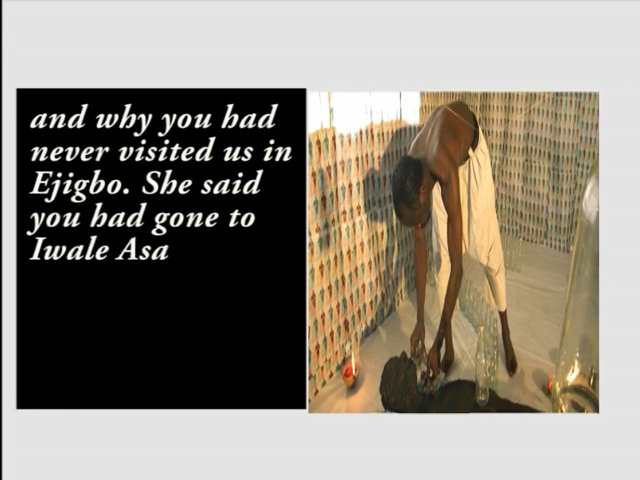 and why you had
never visited us in
Ejigbo. She said
you had gone to
Iwale Asa